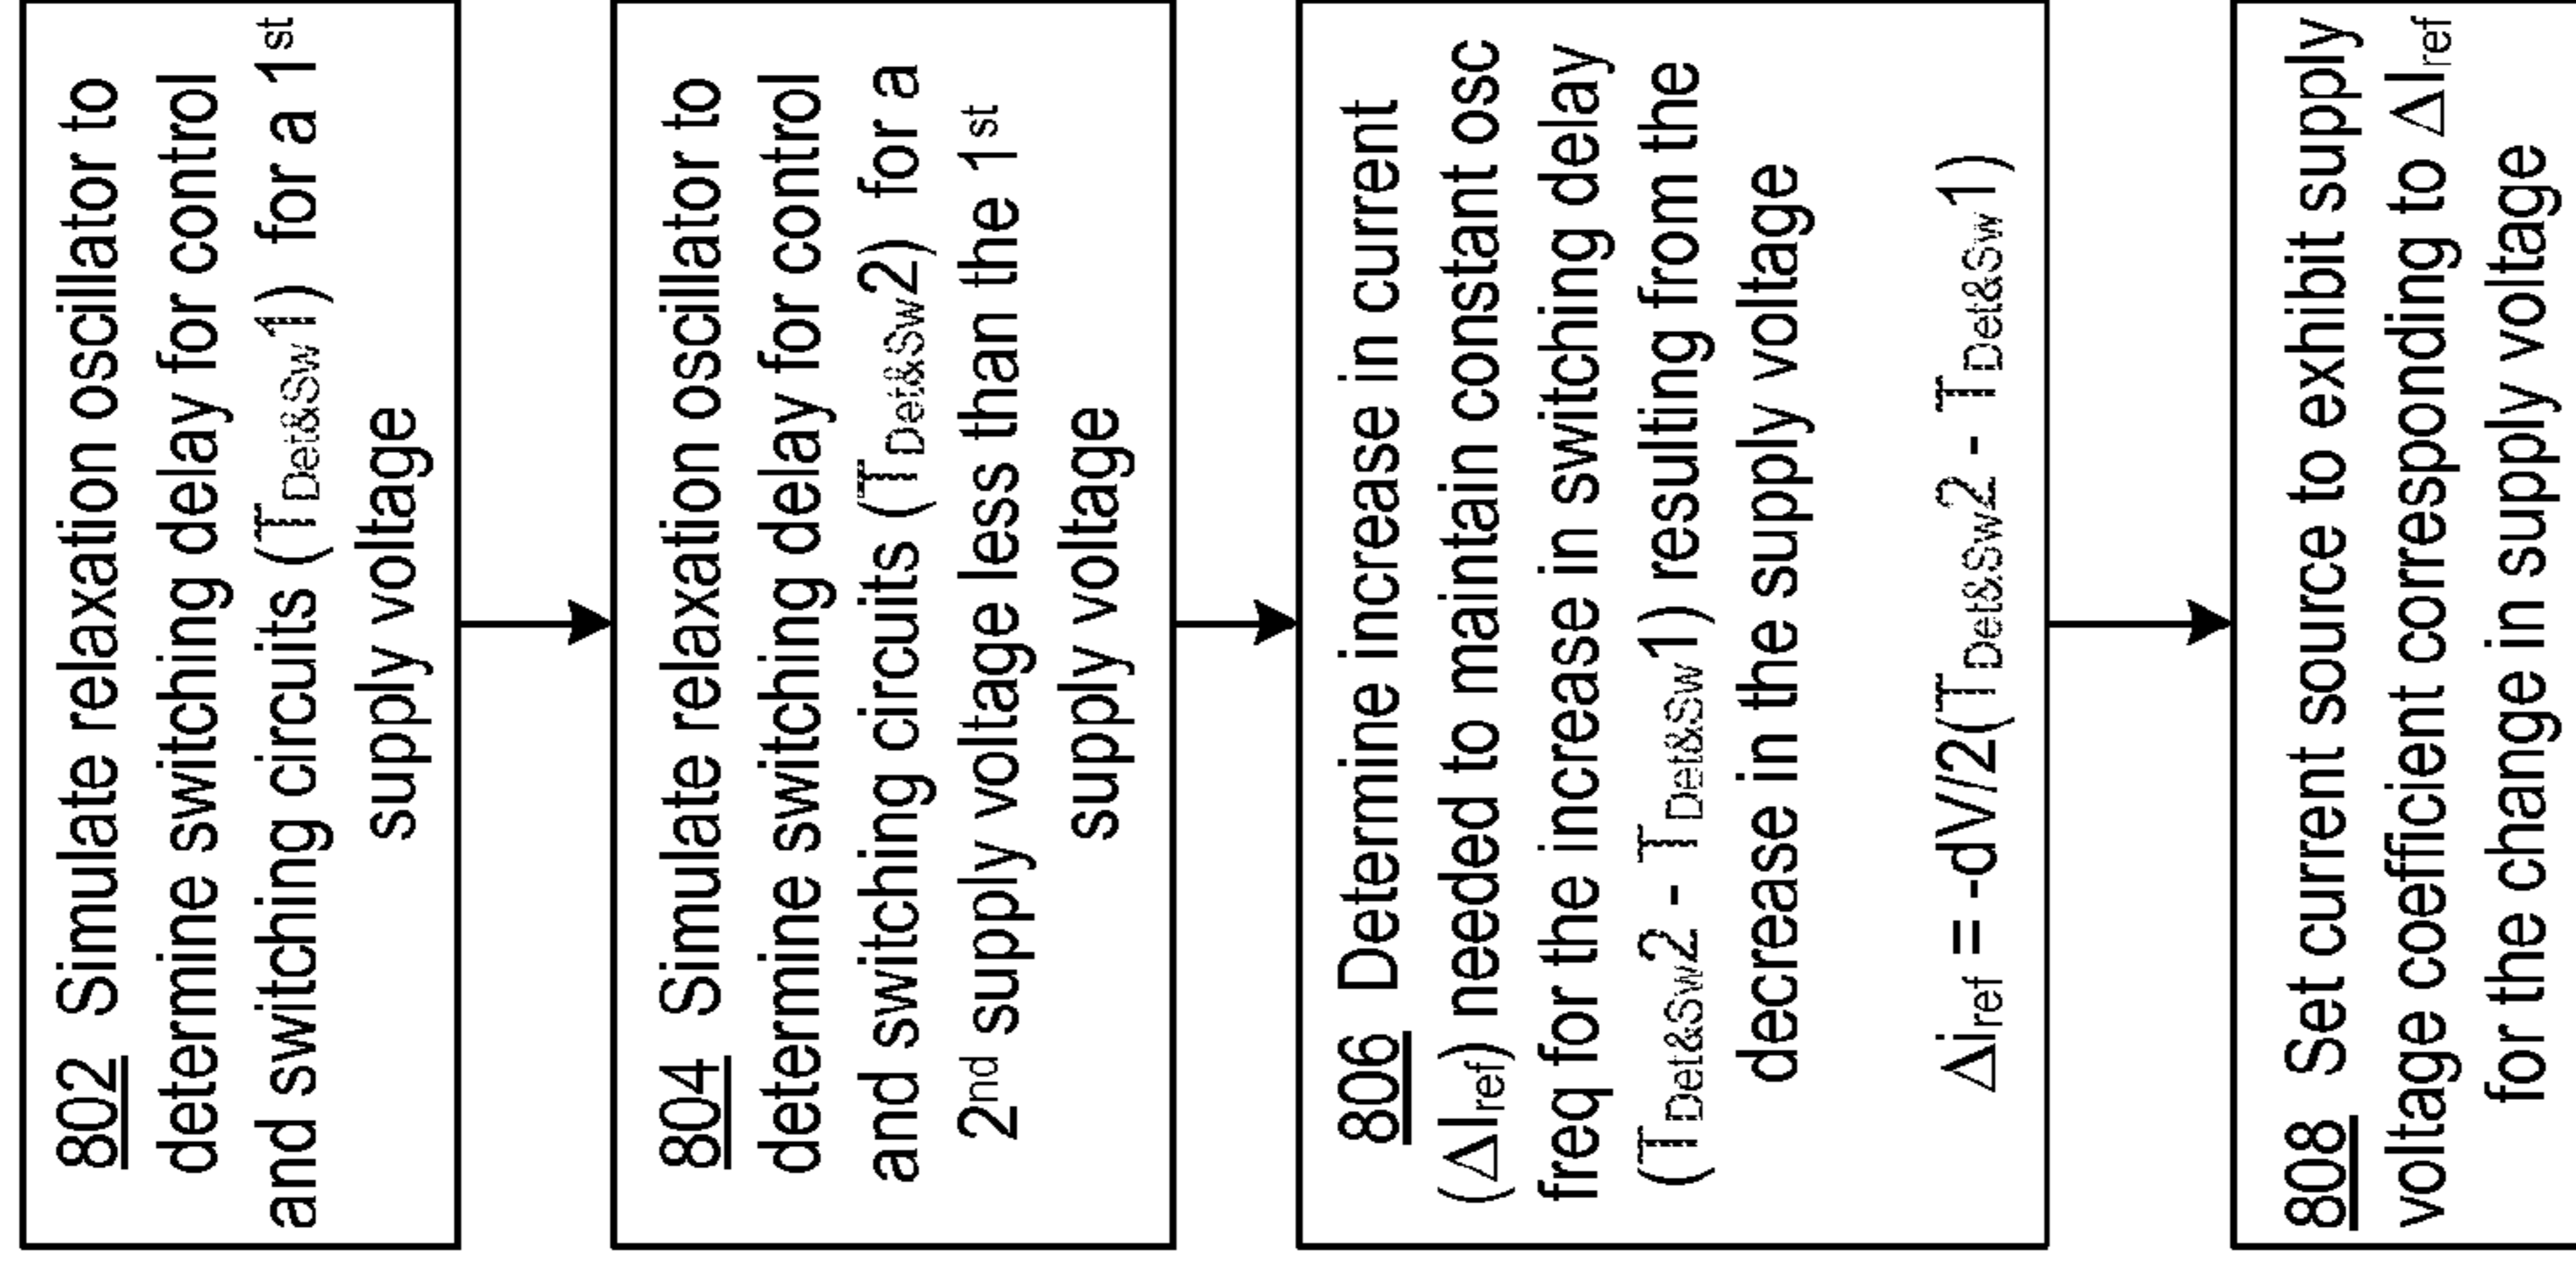 802 Simulate relaxation oscillator to
determine switching delay for control
and switching circuits (TDet&Sw1) for a 1st
supply voltage
804 Simulate relaxation oscillator to
determine switching delay for control
and switching circuits (TDet&Sw2) for a
2nd supply voltage less than the 1st
supply voltage
806 Determine increase in current
(ΔIref) needed to maintain constant osc
freq for the increase in switching delay
(TDet&Sw2 - TDet&Sw1) resulting from the
decrease in the supply voltage
Δiref = -dV/2(TDet&Sw2 - TDet&Sw1)
808 Set current source to exhibit supply
voltage coefficient corresponding to ΔIref
for the change in supply voltage